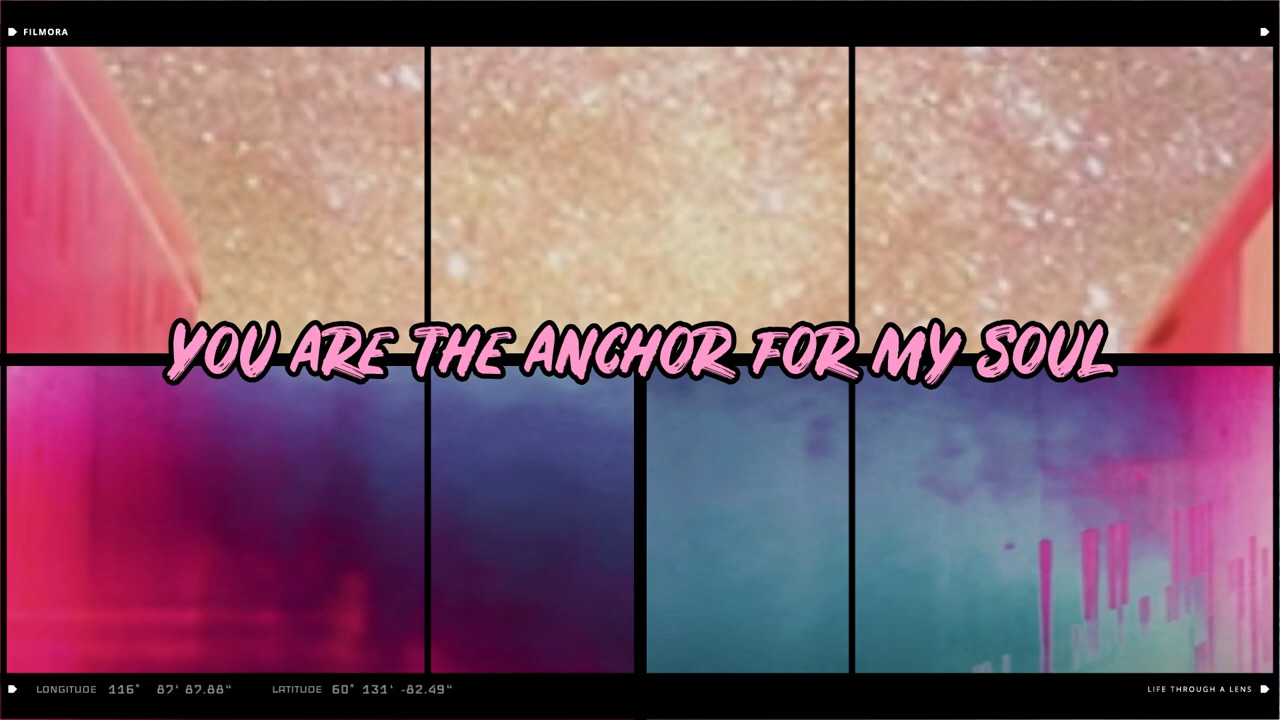 FILMORA
YOU ARE THE ANCHOR FOR MY SOUL
LONGITUDE 116° 87' 87.88" LATITUDE 60° 131' -82.49"
LIFE THROUGH A LENS